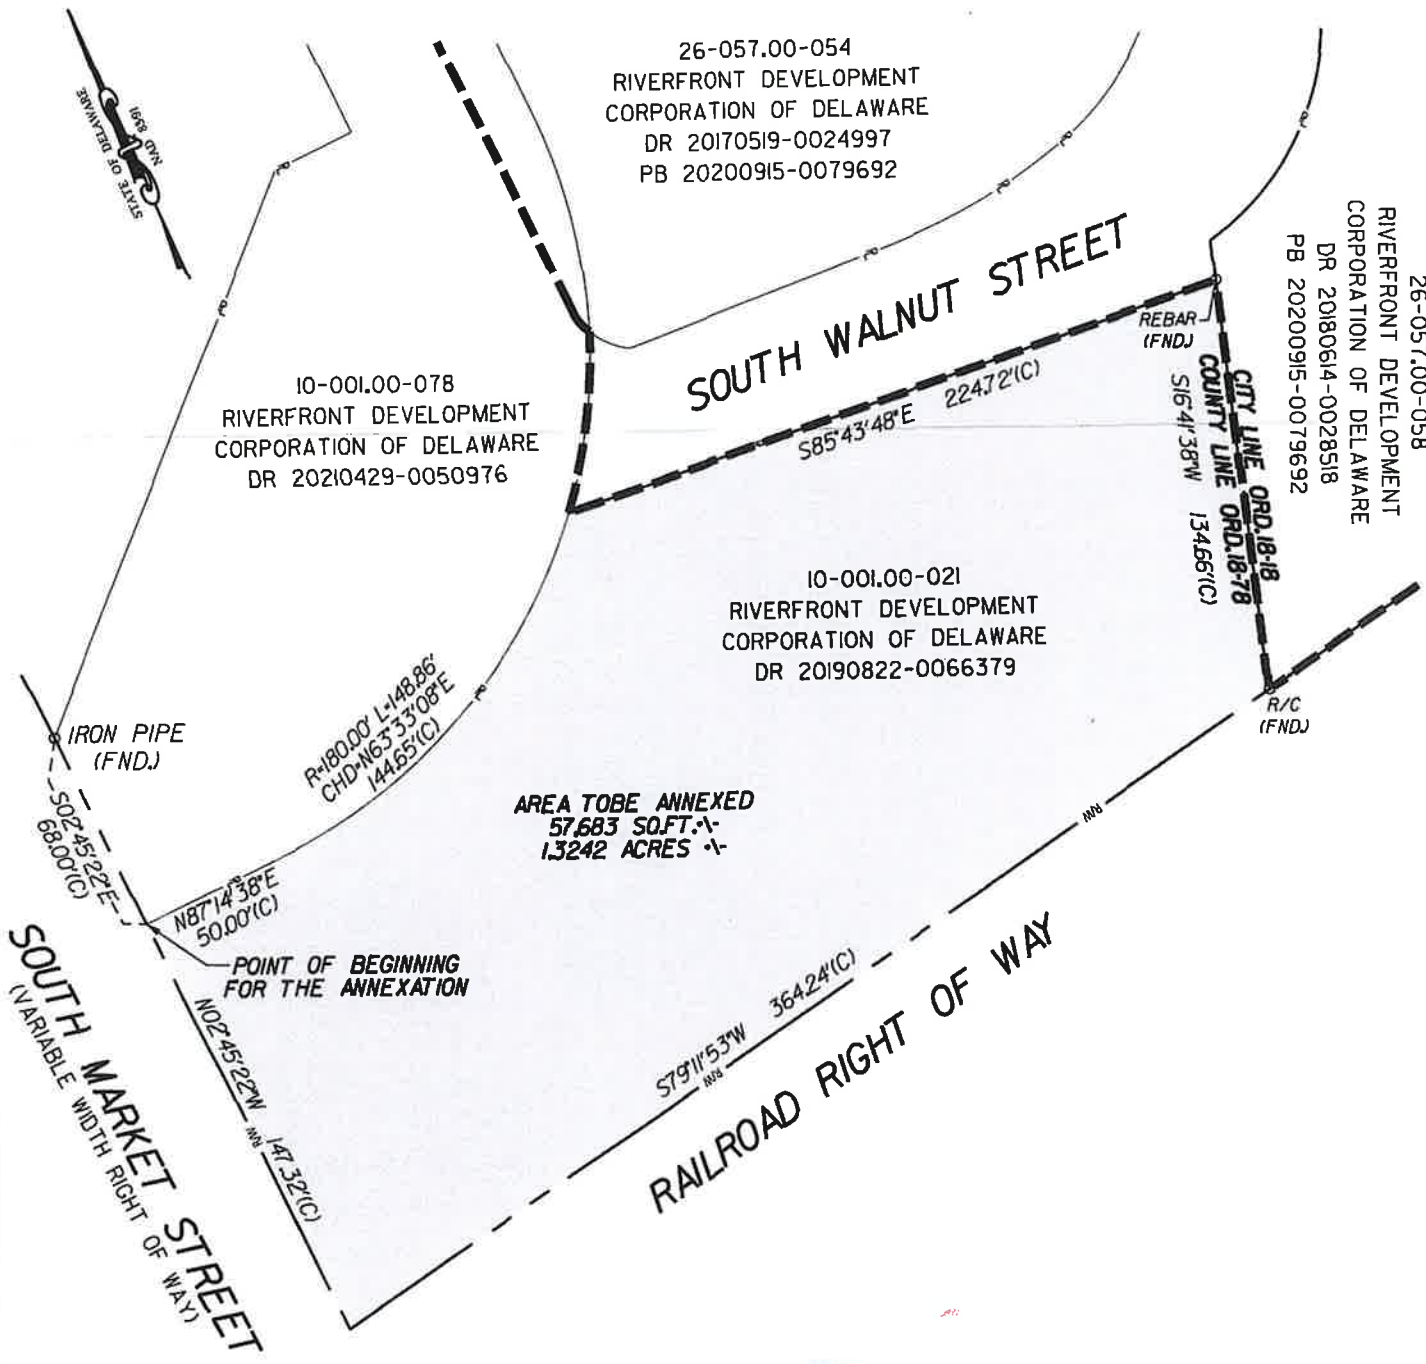 26-057.00-054
RIVERFRONT DEVELOPMENT
CORPORATION OF DELAWARE
DR 20170519-0024997
PB 20200915-0079692
STATE OF DELAWARE
NAD 83/91
26-057.00-058
RIVERFRONT DEVELOPMENT
CORPORATION OF DELAWARE
DR 20180614-0028518
PB 20200915-0079692
SOUTH WALNUT STREET
REBAR
(FND.)
CITY LINE ORD.18-18
COUNTY LINE ORD.18-78
S16°41'38"W 134.66'(C)
S85°43'48"E 224.72'(C)
10-001.00-078
RIVERFRONT DEVELOPMENT
CORPORATION OF DELAWARE
DR 20210429-0050976
10-001.00-021
RIVERFRONT DEVELOPMENT
CORPORATION OF DELAWARE
DR 20190822-0066379
R=180.00' L=148.86'
CHD=N63°33'08"E
144.65'(C)
IRON PIPE
(FND.)
R/C
(FND.)
S02°45'22"E
68.00'(C)
AREA TO BE ANNEXED
57,683 SQ.FT.+\-
1.3242 ACRES +\-
N87°14'38"E
50.00'(C)
POINT OF BEGINNING
FOR THE ANNEXATION
N02°45'22"W 147.32'(C)
S79°11'53"W 364.24'(C)
RAILROAD RIGHT OF WAY
SOUTH MARKET STREET
(VARIABLE WIDTH RIGHT OF WAY)